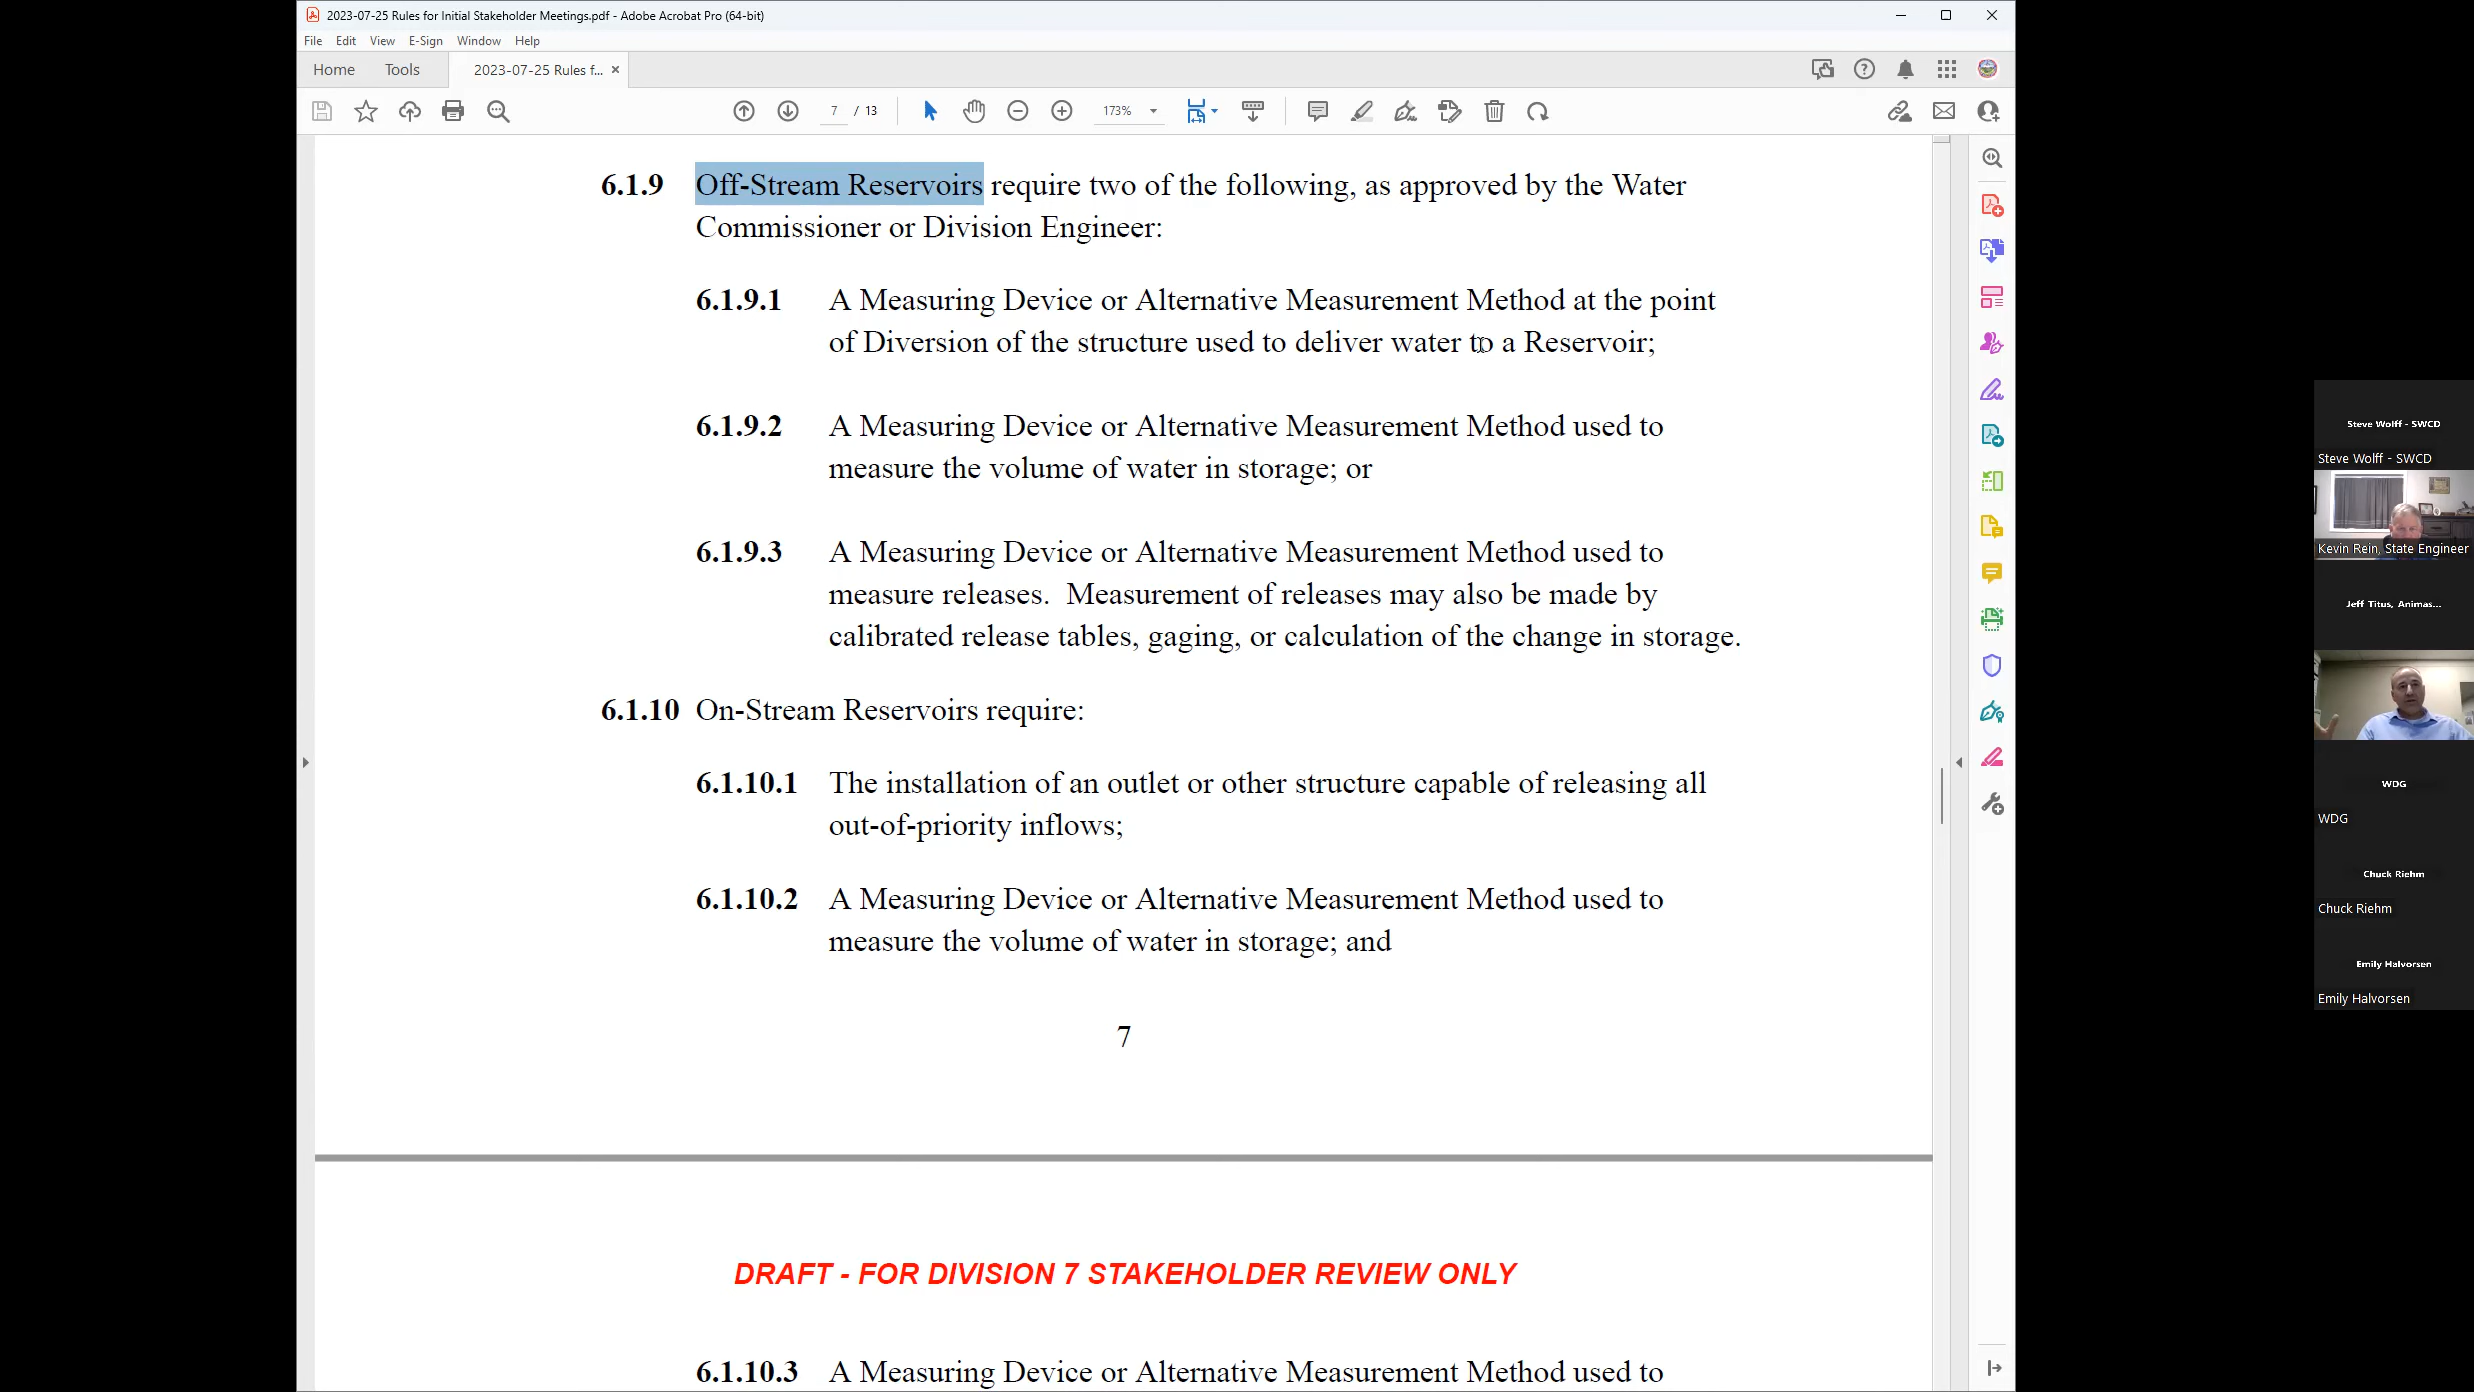 2023-07-25 Rules for Initial Stakeholder Meetings.pdf - Adobe Acrobat Pro (64-bit)
File Edit View E-Sign Window Help
Home Tools 2023-07-25 Rules f... ×
7 / 13 173%
6.1.9 Off-Stream Reservoirs require two of the following, as approved by the Water
Commissioner or Division Engineer:
6.1.9.1 A Measuring Device or Alternative Measurement Method at the point
of Diversion of the structure used to deliver water to a Reservoir;
6.1.9.2 A Measuring Device or Alternative Measurement Method used to
measure the volume of water in storage; or
6.1.9.3 A Measuring Device or Alternative Measurement Method used to
measure releases. Measurement of releases may also be made by
calibrated release tables, gaging, or calculation of the change in storage.
6.1.10 On-Stream Reservoirs require:
6.1.10.1 The installation of an outlet or other structure capable of releasing all
out-of-priority inflows;
6.1.10.2 A Measuring Device or Alternative Measurement Method used to
measure the volume of water in storage; and
7
DRAFT - FOR DIVISION 7 STAKEHOLDER REVIEW ONLY
6.1.10.3 A Measuring Device or Alternative Measurement Method used to
Steve Wolff - SWCD
Steve Wolff - SWCD
Kevin Rein, State Engineer
Jeff Titus, Animas...
WDG
WDG
Chuck Riehm
Chuck Riehm
Emily Halvorsen
Emily Halvorsen